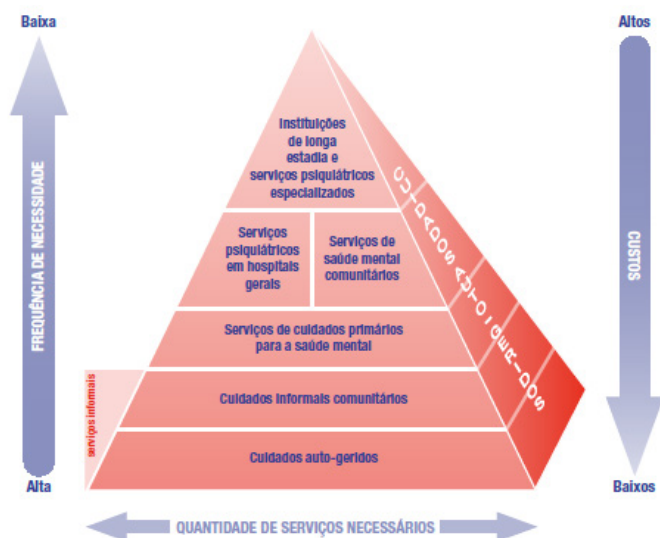 Baixa
Altos
FREQUÊNCIA DE NECESSIDADE
Instituições
de longa
estadia e
serviços psiquiátricos
especializados
CUIDADOS AUTOIGERIDOS
Serviços
psiquiátricos
em hospitais
gerais
Serviços de
saúde mental
comunitários
CUSTOS
Serviços de cuidados primários
para a saúde mental
serviços informais
Cuidados informais comunitários
Cuidados auto-geridos
Alta
Baixos
QUANTIDADE DE SERVIÇOS NECESSÁRIOS